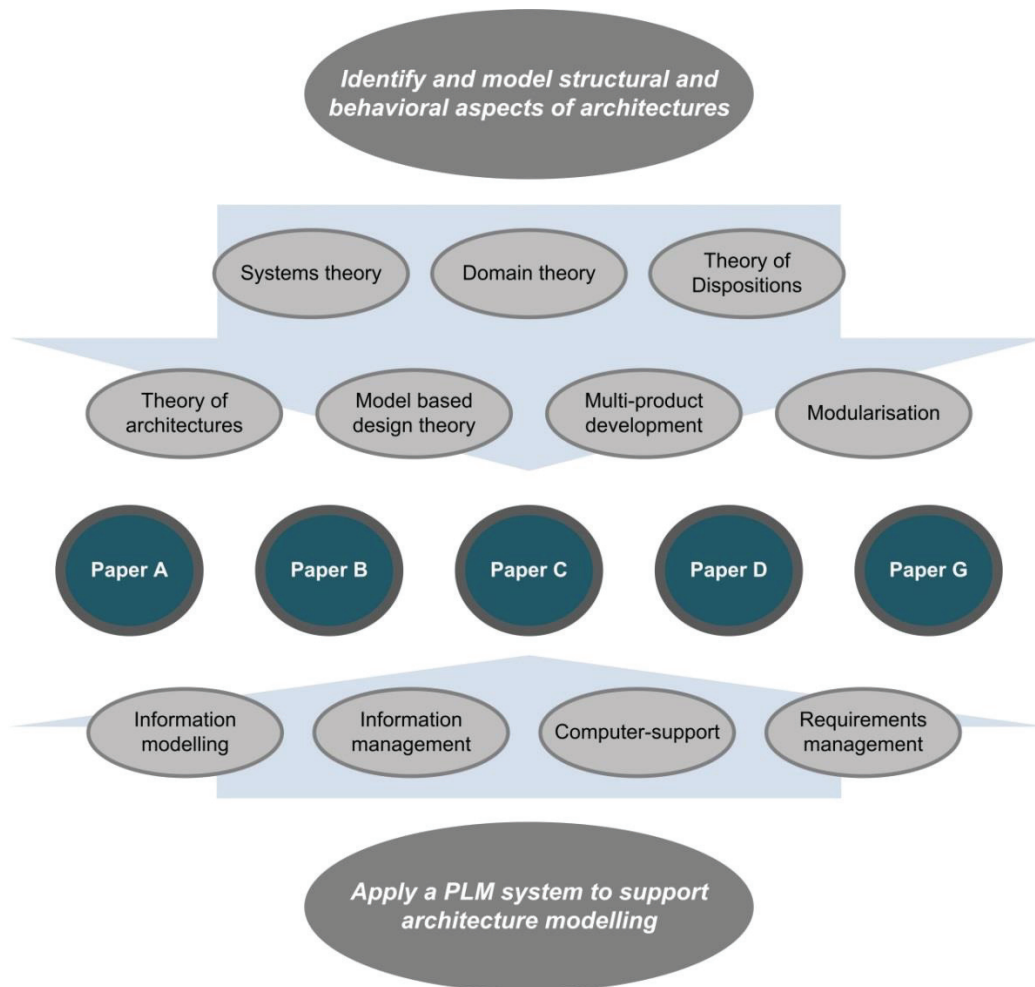 Identify and model structural and
behavioral aspects of architectures
Systems theory
Domain theory
Theory of
Dispositions
Theory of
architectures
Model based
design theory
Multi-product
development
Modularisation
Paper A
Paper B
Paper C
Paper D
Paper G
Information
modelling
Information
management
Computer-support
Requirements
management
Apply a PLM system to support
architecture modelling